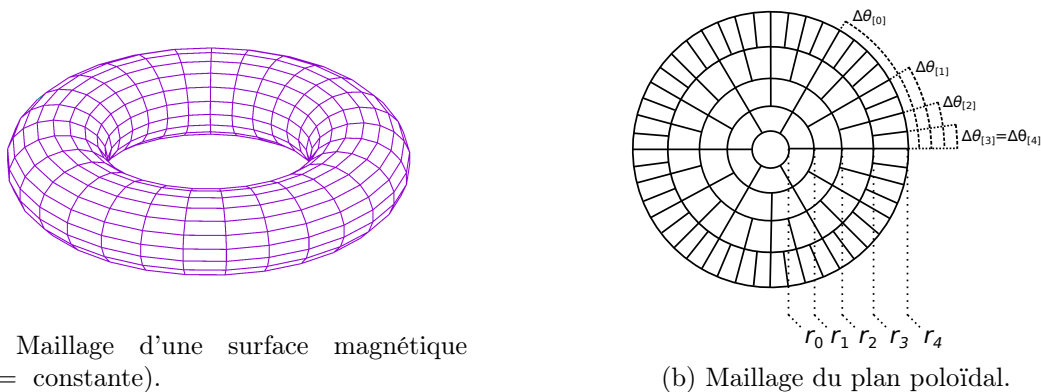 Δθ[0]
Δθ[1]
Δθ[2]
Δθ[3]=Δθ[4]
r0 r1 r2 r3 r4
Maillage d'une surface magnétique
= constante).
(b) Maillage du plan poloïdal.